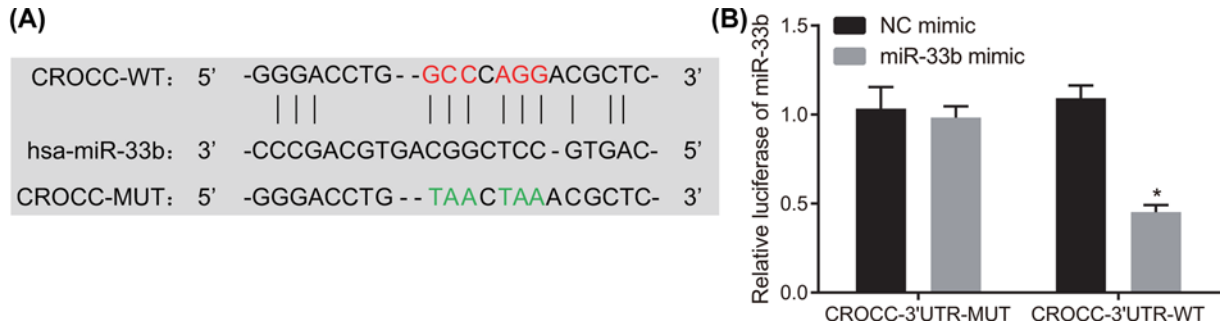 (A)
CROCC-WT： 5’ -GGGACCTG--GCCCAGGACGCTC- 3’
hsa-miR-33b： 3’ -CCCGACGTGACGGCTCC-GTGAC- 5’
CROCC-MUT： 5’ -GGGACCTG--TAACTAAACGCTC- 3’
(B)
NC mimic
miR-33b mimic
Relative luciferase of miR-33b
1.5
1.0
0.5
0.0
*
CROCC-3'UTR-MUT CROCC-3'UTR-WT